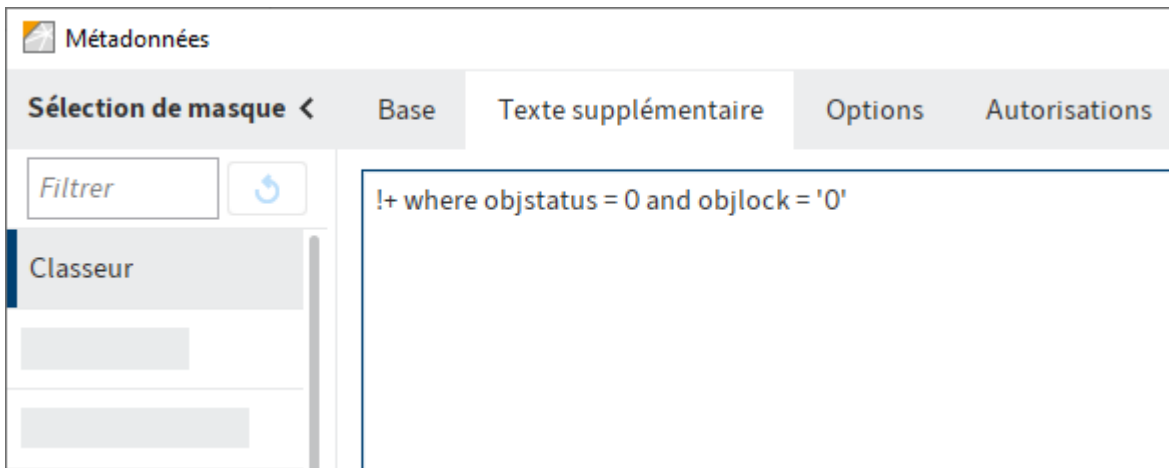 Métadonnées
Sélection de masque <
Base Texte supplémentaire Options Autorisations
Filtrer
!+ where objstatus = 0 and objlock = '0'
Classeur